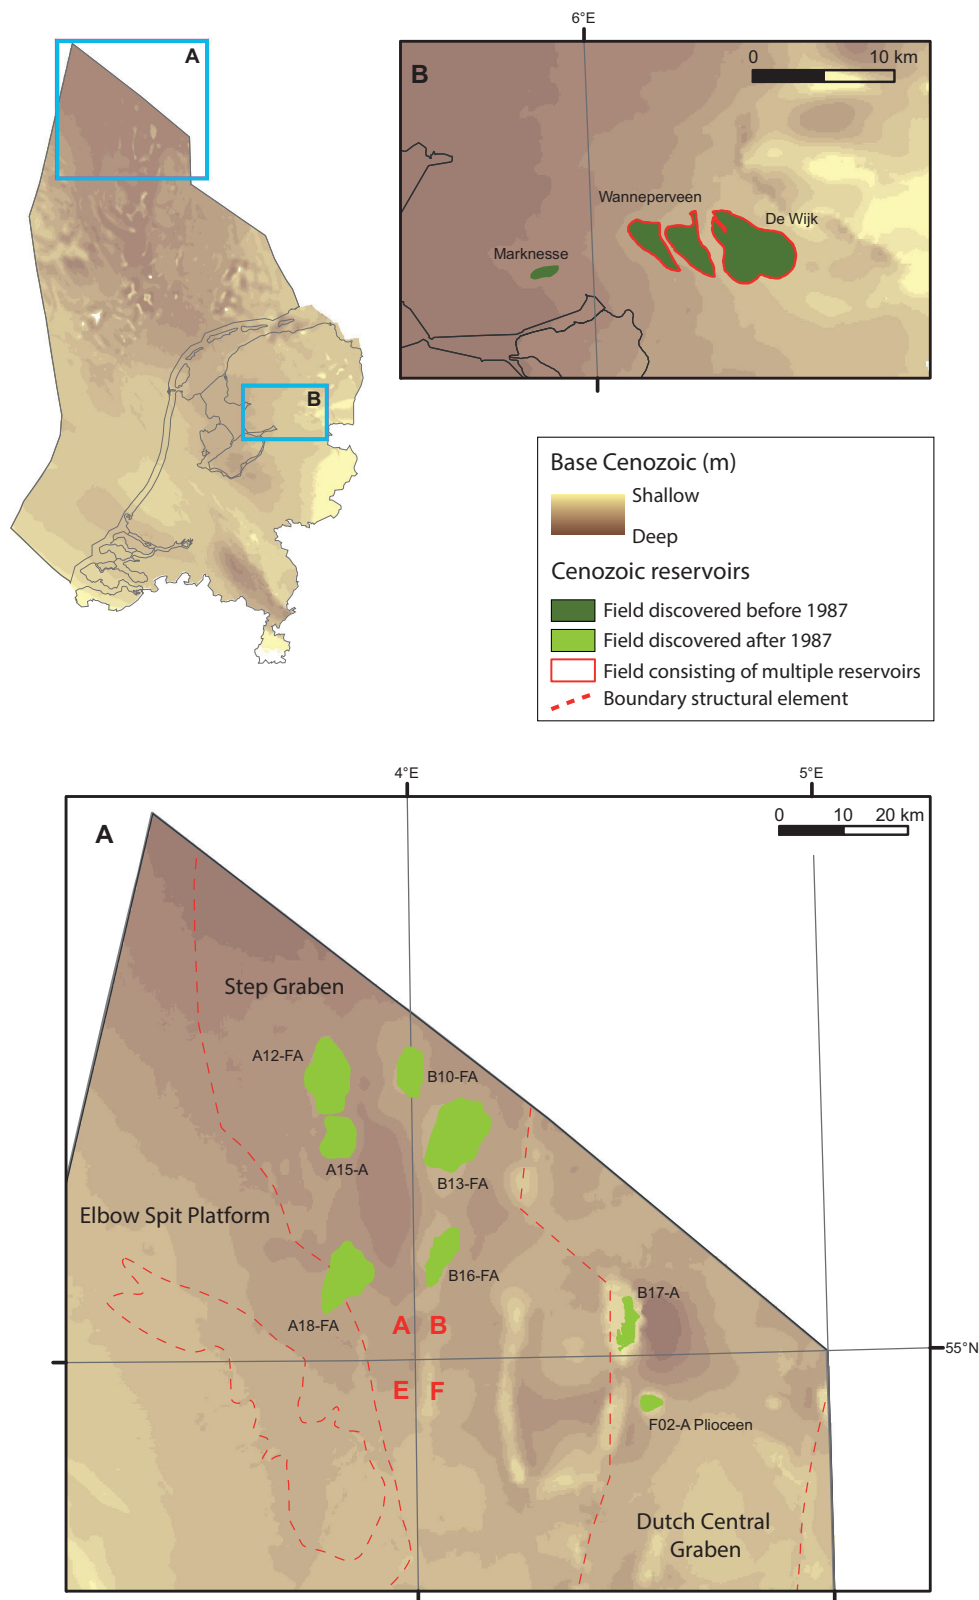 A
B
6°E
B
0 10 km
Wanneperveen
De Wijk
Marknesse
Base Cenozoic (m)
Shallow
Deep
Cenozoic reservoirs
Field discovered before 1987
Field discovered after 1987
Field consisting of multiple reservoirs
Boundary structural element
4°E
5°E
A
0 10 20 km
Step Graben
A12-FA
B10-FA
A15-A
B13-FA
Elbow Spit Platform
B16-FA
B17-A
A18-FA
A B
55°N
E F
F02-A Plioceen
Dutch Central
Graben